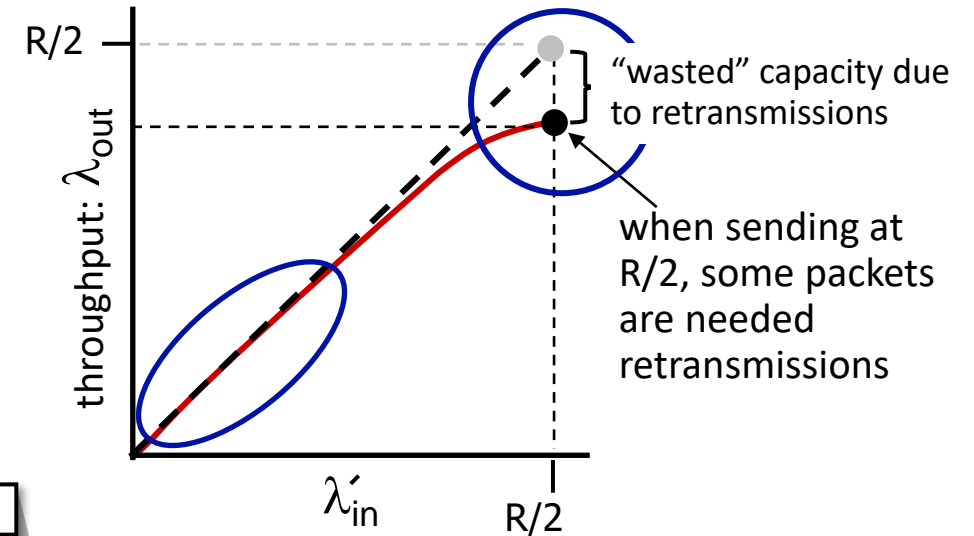 R/2
throughput: λout
“wasted” capacity due
to retransmissions
when sending at
R/2, some packets
are needed
retransmissions
λ′in
R/2